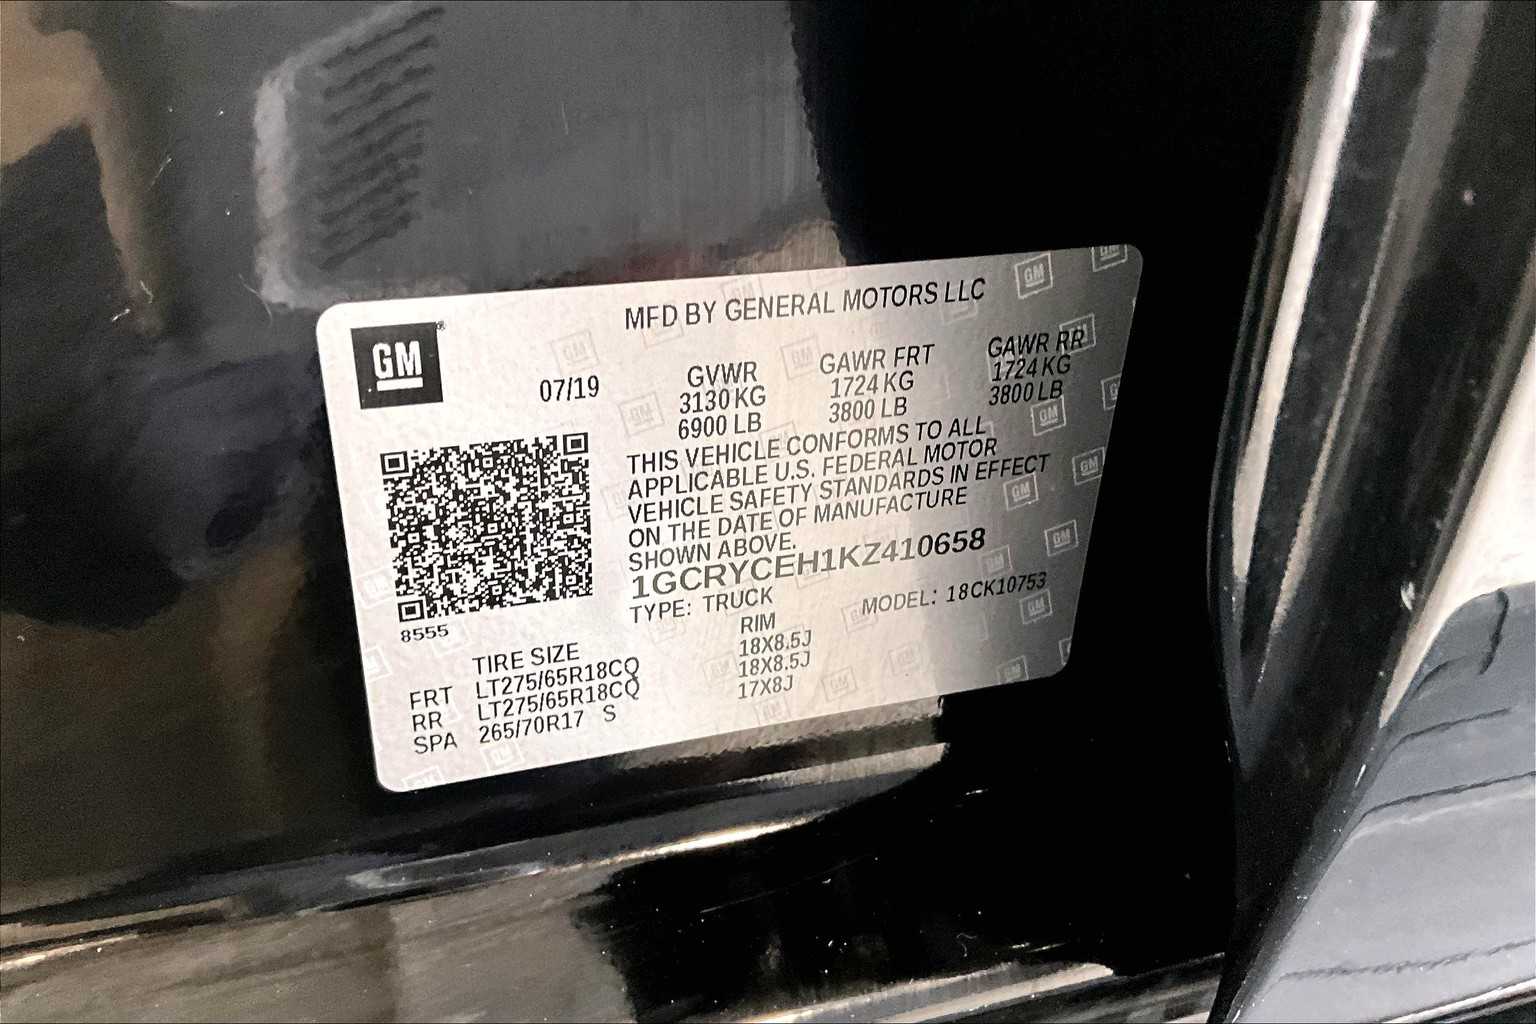 MFD BY GENERAL MOTORS LLC
GM
07/19
GVWR
3130 KG
6900 LB
GAWR FRT
1724 KG
3800 LB
GAWR RR
1724 KG
3800 LB
THIS VEHICLE CONFORMS TO ALL
APPLICABLE U.S. FEDERAL MOTOR
VEHICLE SAFETY STANDARDS IN EFFECT
ON THE DATE OF MANUFACTURE
SHOWN ABOVE.
1GCRYCEH1KZ410658
TYPE: TRUCK MODEL: 18CK10753
8555
TIRE SIZE RIM
FRT LT275/65R18CQ 18X8.5J
RR LT275/65R18CQ 18X8.5J
SPA 265/70R17 S 17X8J